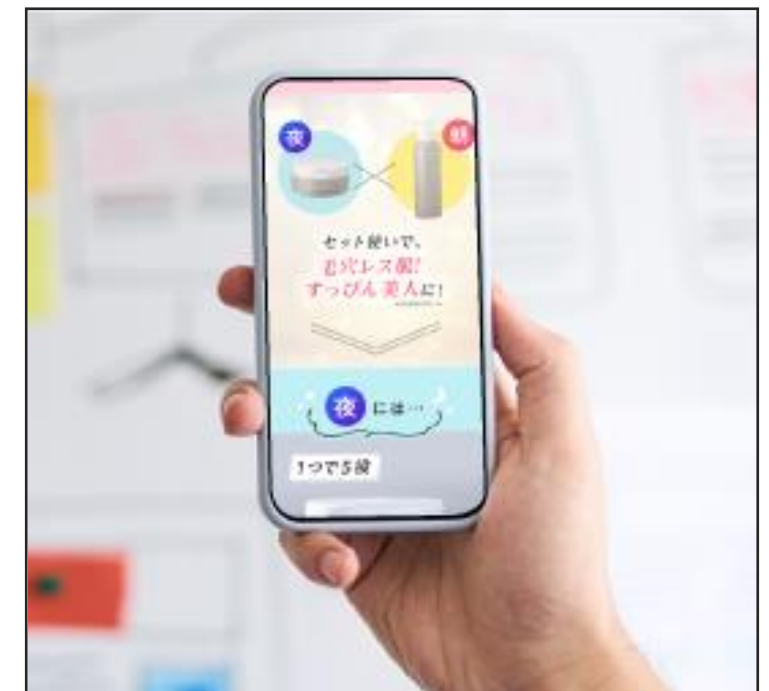 夜
朝
セット使いで、
毛穴レス肌!
すっぴん美人に!
夜には…
1つで5役